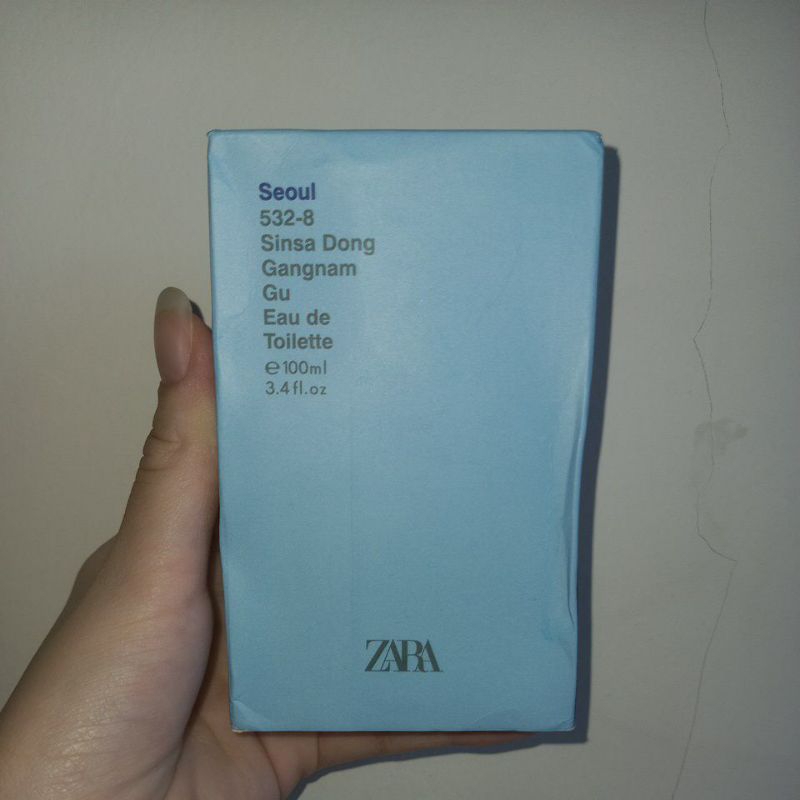 Seoul
532-8
Sinsa Dong
Gangnam
Gu
Eau de
Toilette
℮100ml
3.4fl.oz
ZARA